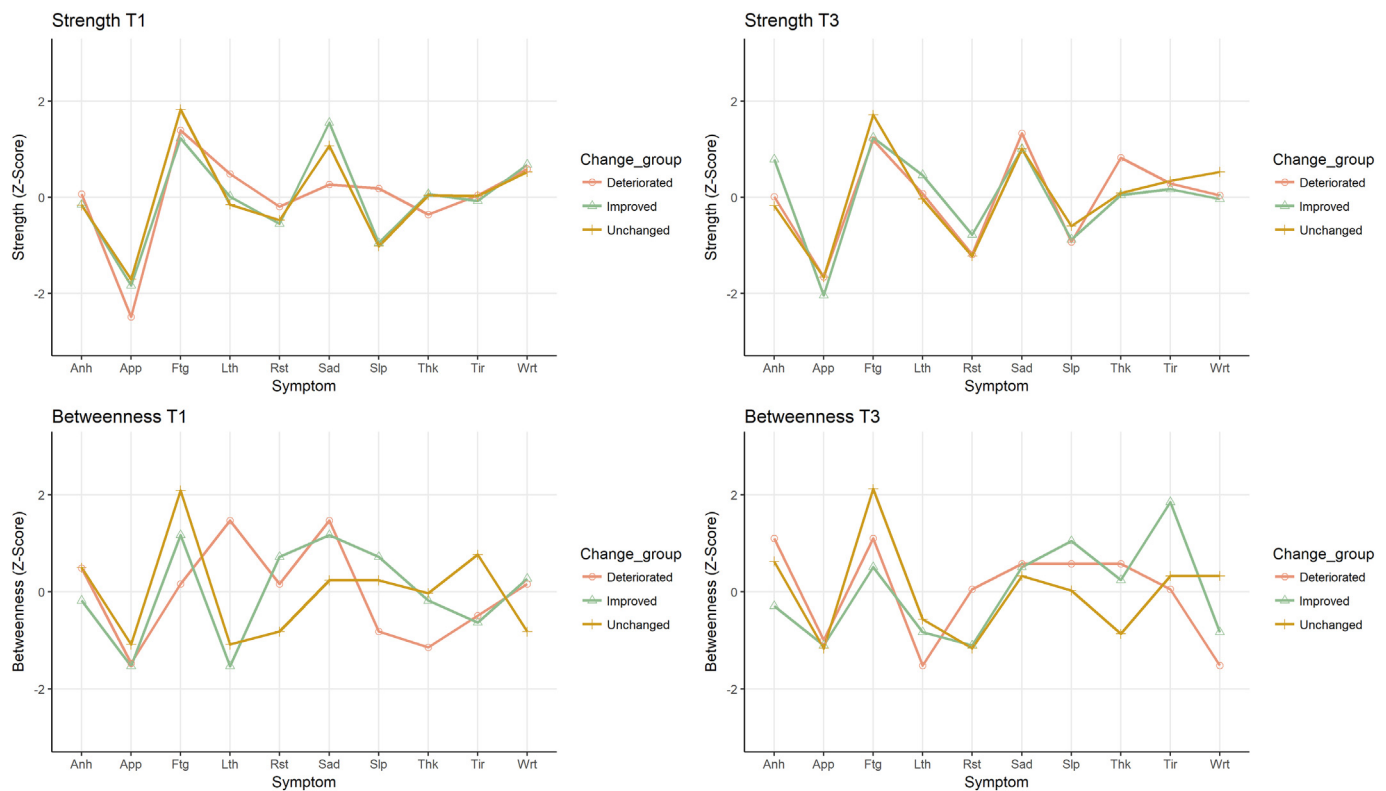 Strength T1
Strength (Z-Score)
2
0
-2
Anh App Ftg Lth Rst Sad Slp Thk Tir Wrt
Symptom
Change_group
Deteriorated
Improved
Unchanged
Strength T3
Strength (Z-Score)
2
0
-2
Anh App Ftg Lth Rst Sad Slp Thk Tir Wrt
Symptom
Change_group
Deteriorated
Improved
Unchanged
Betweenness T1
Betweenness (Z-Score)
2
0
-2
Anh App Ftg Lth Rst Sad Slp Thk Tir Wrt
Symptom
Change_group
Deteriorated
Improved
Unchanged
Betweenness T3
Betweenness (Z-Score)
2
0
-2
Anh App Ftg Lth Rst Sad Slp Thk Tir Wrt
Symptom
Change_group
Deteriorated
Improved
Unchanged